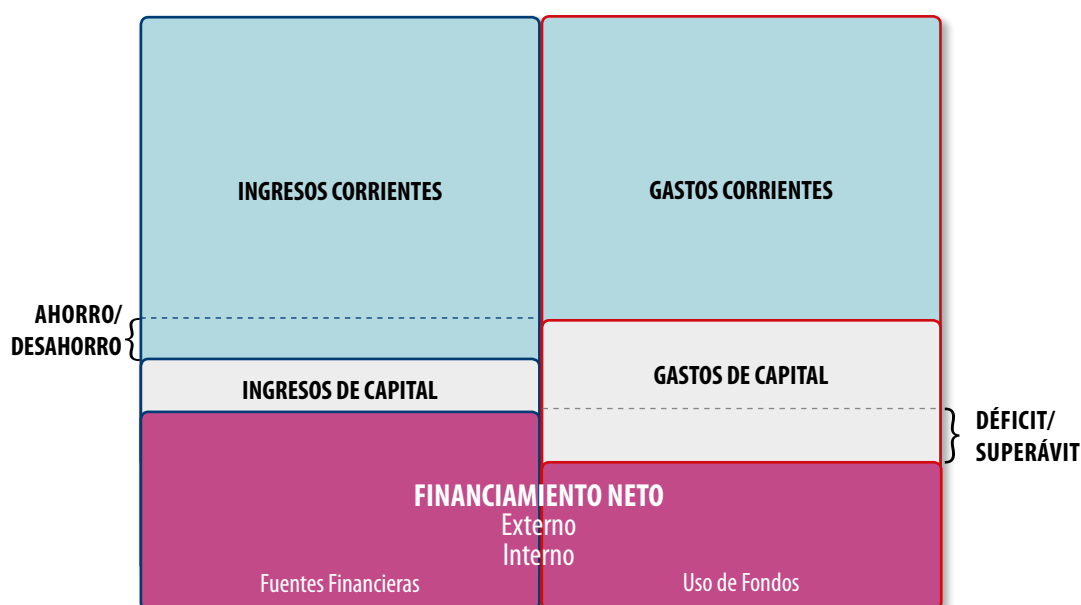 INGRESOS CORRIENTES
GASTOS CORRIENTES
AHORRO/
DESAHORRO
INGRESOS DE CAPITAL
GASTOS DE CAPITAL
DÉFICIT/
SUPERÁVIT
FINANCIAMIENTO NETO
Externo
Interno
Fuentes Financieras
Uso de Fondos